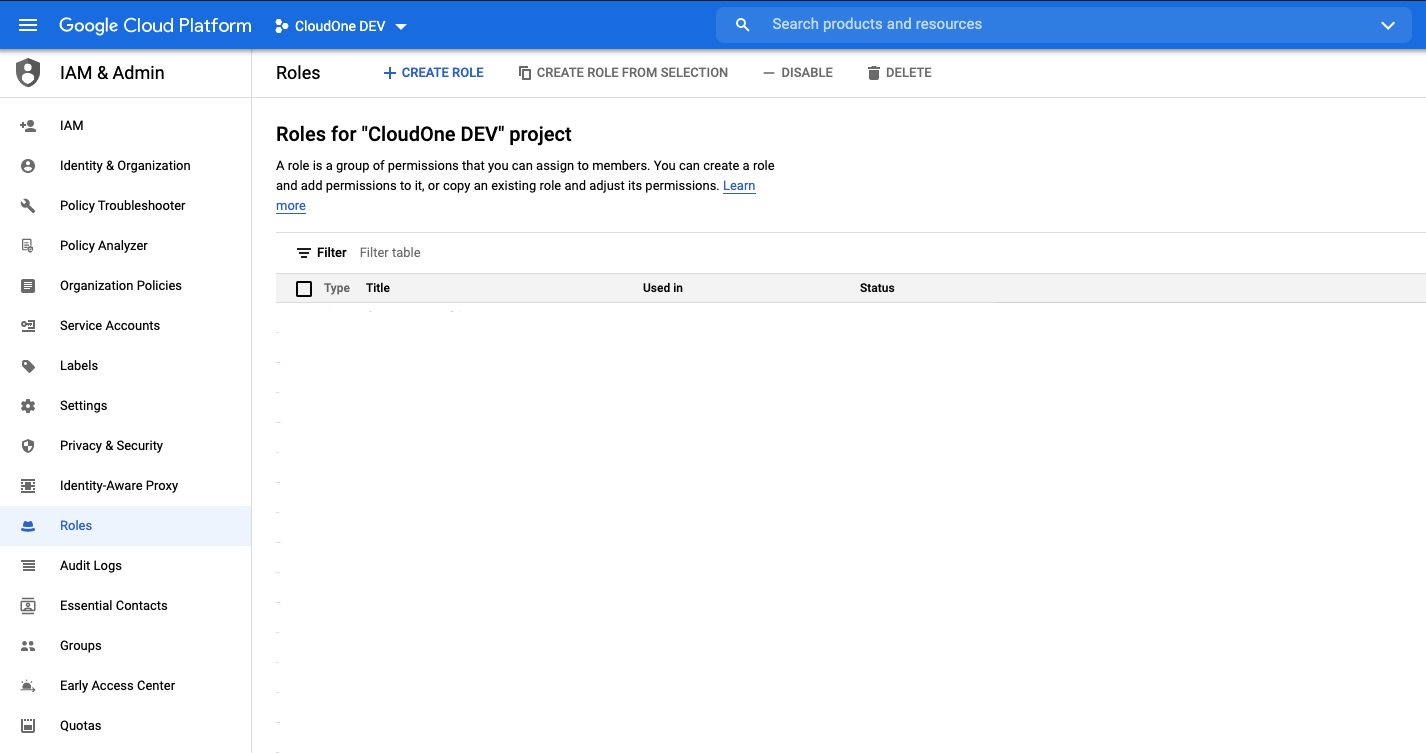 Google Cloud Platform
CloudOne DEV
Search products and resources
IAM & Admin
Roles
CREATE ROLE
CREATE ROLE FROM SELECTION
DISABLE
DELETE
IAM
Identity & Organization
Policy Troubleshooter
Policy Analyzer
Organization Policies
Service Accounts
Labels
Settings
Privacy & Security
Identity-Aware Proxy
Roles
Audit Logs
Essential Contacts
Groups
Early Access Center
Quotas
Roles for "CloudOne DEV" project
A role is a group of permissions that you can assign to members. You can create a role
and add permissions to it, or copy an existing role and adjust its permissions. Learn
more
Filter Filter table
Type Title Used in Status